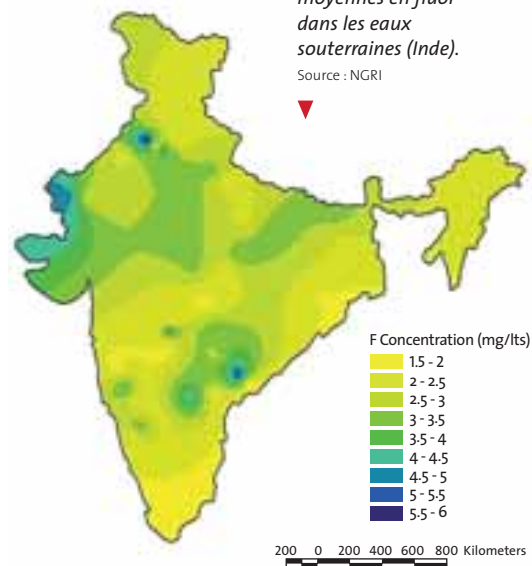 moyennes en fluor
dans les eaux
souterraines (Inde).
Source : NGRI
F Concentration (mg/lts)
1.5 - 2
2 - 2.5
2.5 - 3
3 - 3.5
3.5 - 4
4 - 4.5
4.5 - 5
5 - 5.5
5.5 - 6
200 0 200 400 600 800 Kilometers